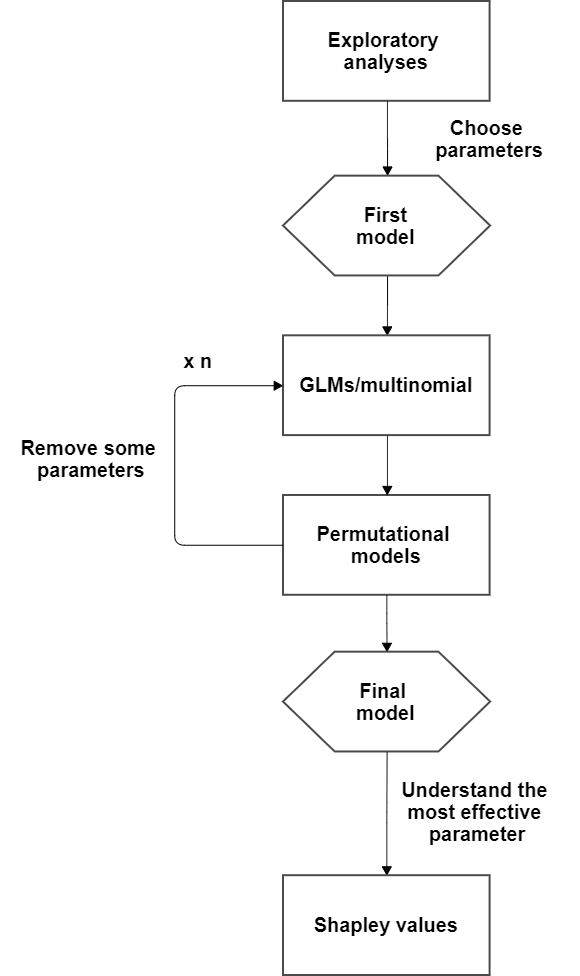 Exploratory
analyses
Choose
parameters
First
model
x n
GLMs/multinomial
Remove some
parameters
Permutational
models
Final
model
Understand the
most effective
parameter
Shapley values